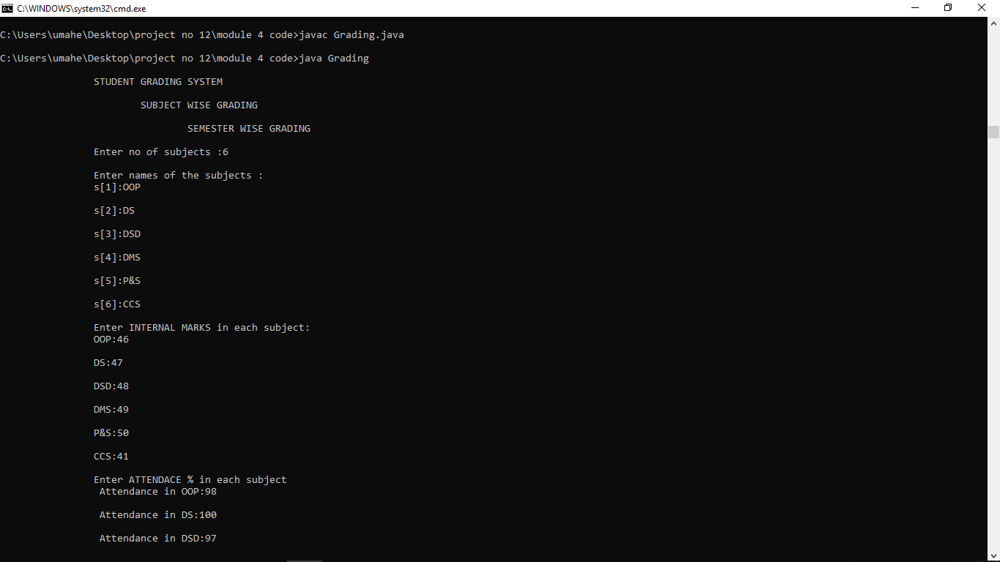 C:\WINDOWS\system32\cmd.exe
C:\Users\umahe\Desktop\project no 12\module 4 code>javac Grading.java
C:\Users\umahe\Desktop\project no 12\module 4 code>java Grading
STUDENT GRADING SYSTEM
SUBJECT WISE GRADING
SEMESTER WISE GRADING
Enter no of subjects :6
Enter names of the subjects :
s[1]:OOP
s[2]:DS
s[3]:DSD
s[4]:DMS
s[5]:P&S
s[6]:CCS
Enter INTERNAL MARKS in each subject:
OOP:46
DS:47
DSD:48
DMS:49
P&S:50
CCS:41
Enter ATTENDACE % in each subject
Attendance in OOP:98
Attendance in DS:100
Attendance in DSD:97